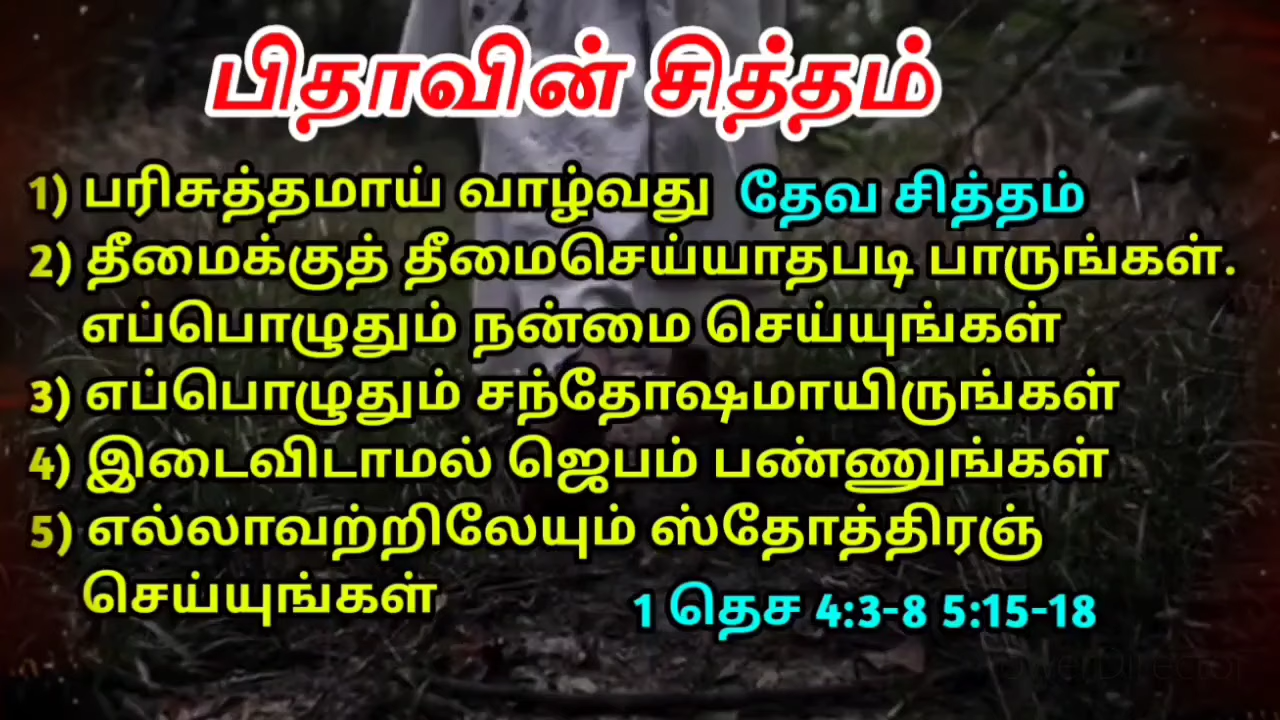 பிதாவின் சித்தம்
1) பரிசுத்தமாய் வாழ்வது தேவ சித்தம்
2) தீமைக்குத் தீமைசெய்யாதபடி பாருங்கள்.
எப்பொழுதும் நன்மை செய்யுங்கள்
3) எப்பொழுதும் சந்தோஷமாயிருங்கள்
4) இடைவிடாமல் ஜெபம் பண்ணுங்கள்
5) எல்லாவற்றிலேயும் ஸ்தோத்திரஞ்
செய்யுங்கள்
1 தெச 4:3-8 5:15-18
PowerDirector